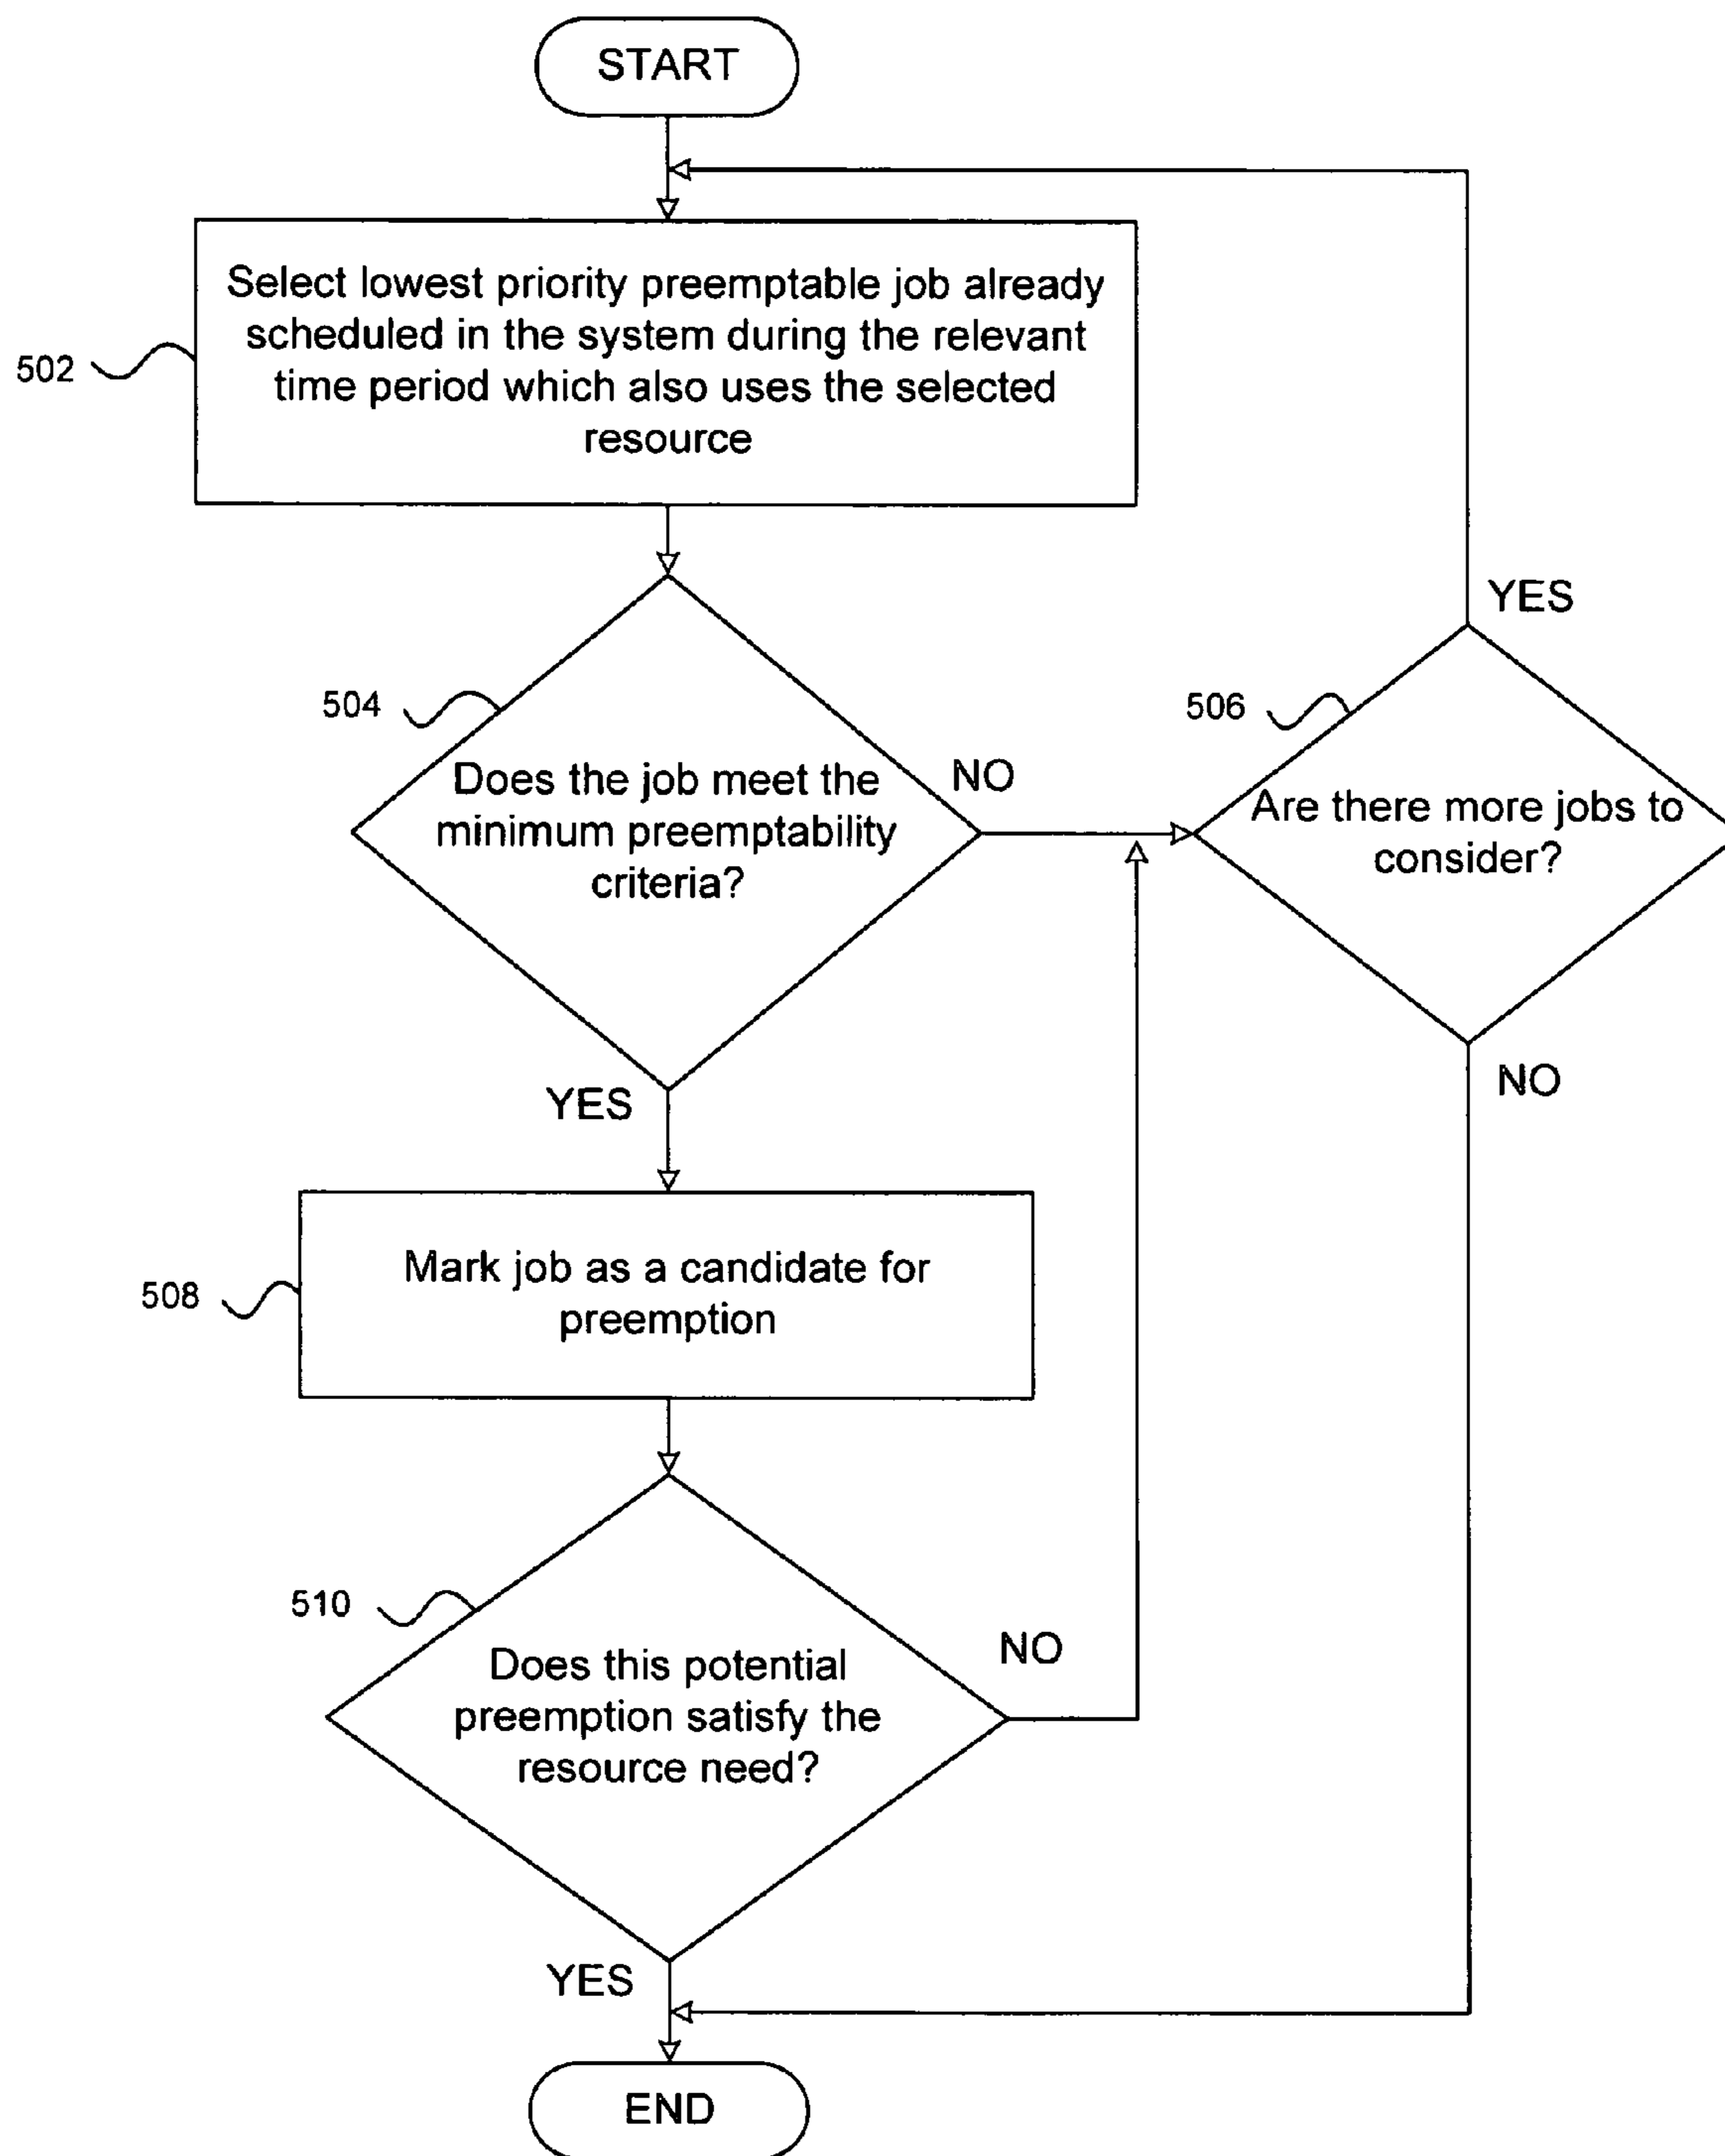 START
Select lowest priority preemptable job already
scheduled in the system during the relevant
time period which also uses the selected
resource
502
YES
504
506
Does the job meet the
minimum preemptability
criteria?
NO
Are there more jobs to
consider?
YES
NO
Mark job as a candidate for
preemption
508
510
NO
Does this potential
preemption satisfy the
resource need?
YES
END